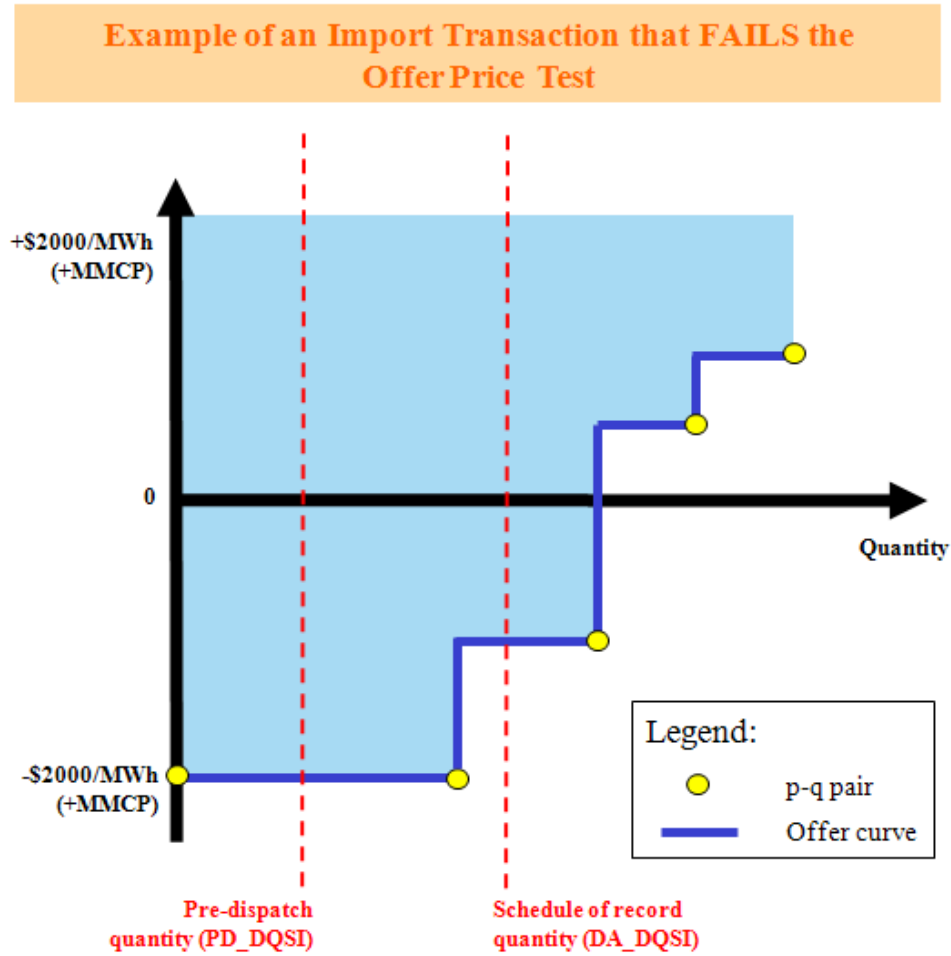 Example of an Import Transaction that FAILS the
Offer Price Test
+$2000/MWh
(+MMCP)
0
Quantity
-$2000/MWh
(+MMCP)
Legend:
p-q pair
Offer curve
Pre-dispatch
quantity (PD_DQSI)
Schedule of record
quantity (DA_DQSI)